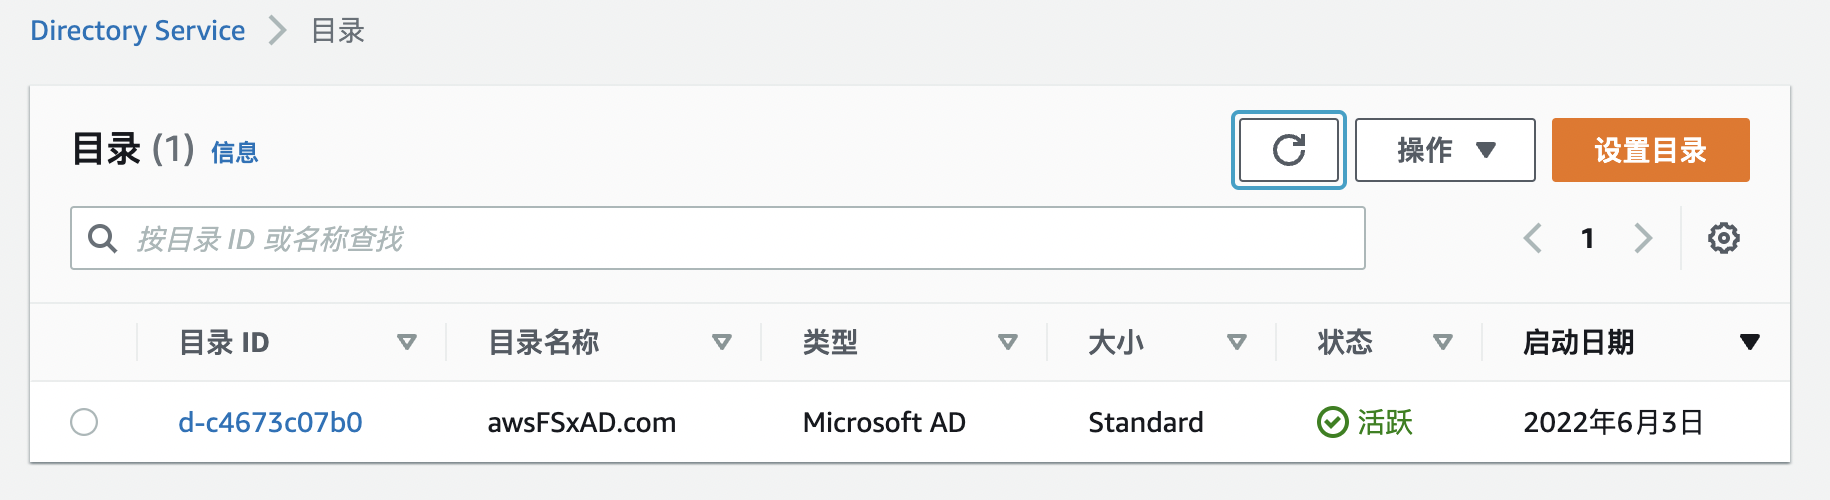 Directory Service > 目录
目录 (1) 信息
操作 设置目录
按目录 ID 或名称查找
1
目录 ID 目录名称 类型 大小 状态 启动日期
d-c4673c07b0 awsFSxAD.com Microsoft AD Standard 活跃 2022年6月3日